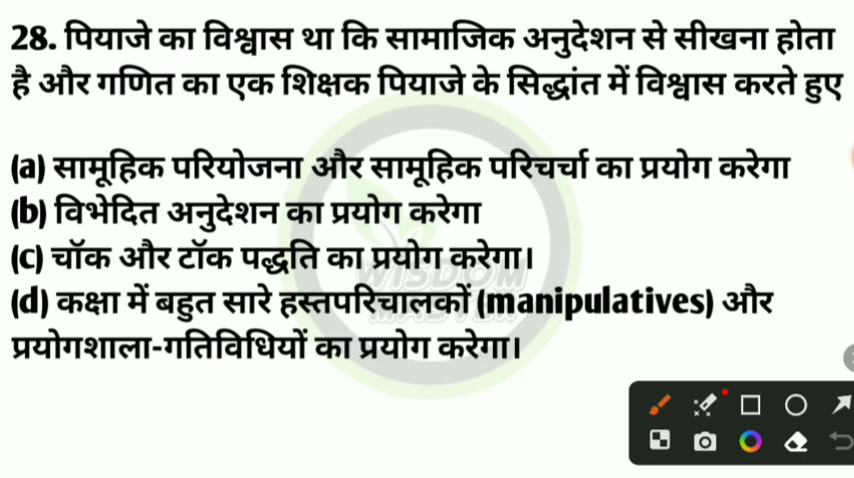 28. पियाजे का विश्वास था कि सामाजिक अनुदेशन से सीखना होता
है और गणित का एक शिक्षक पियाजे के सिद्धांत में विश्वास करते हुए
(a) सामूहिक परियोजना और सामूहिक परिचर्चा का प्रयोग करेगा
(b) विभेदित अनुदेशन का प्रयोग करेगा
(c) चॉक और टॉक पद्धति का प्रयोग करेगा।
(d) कक्षा में बहुत सारे हस्तपरिचालकों (manipulatives) और
प्रयोगशाला-गतिविधियों का प्रयोग करेगा।
WISDOM